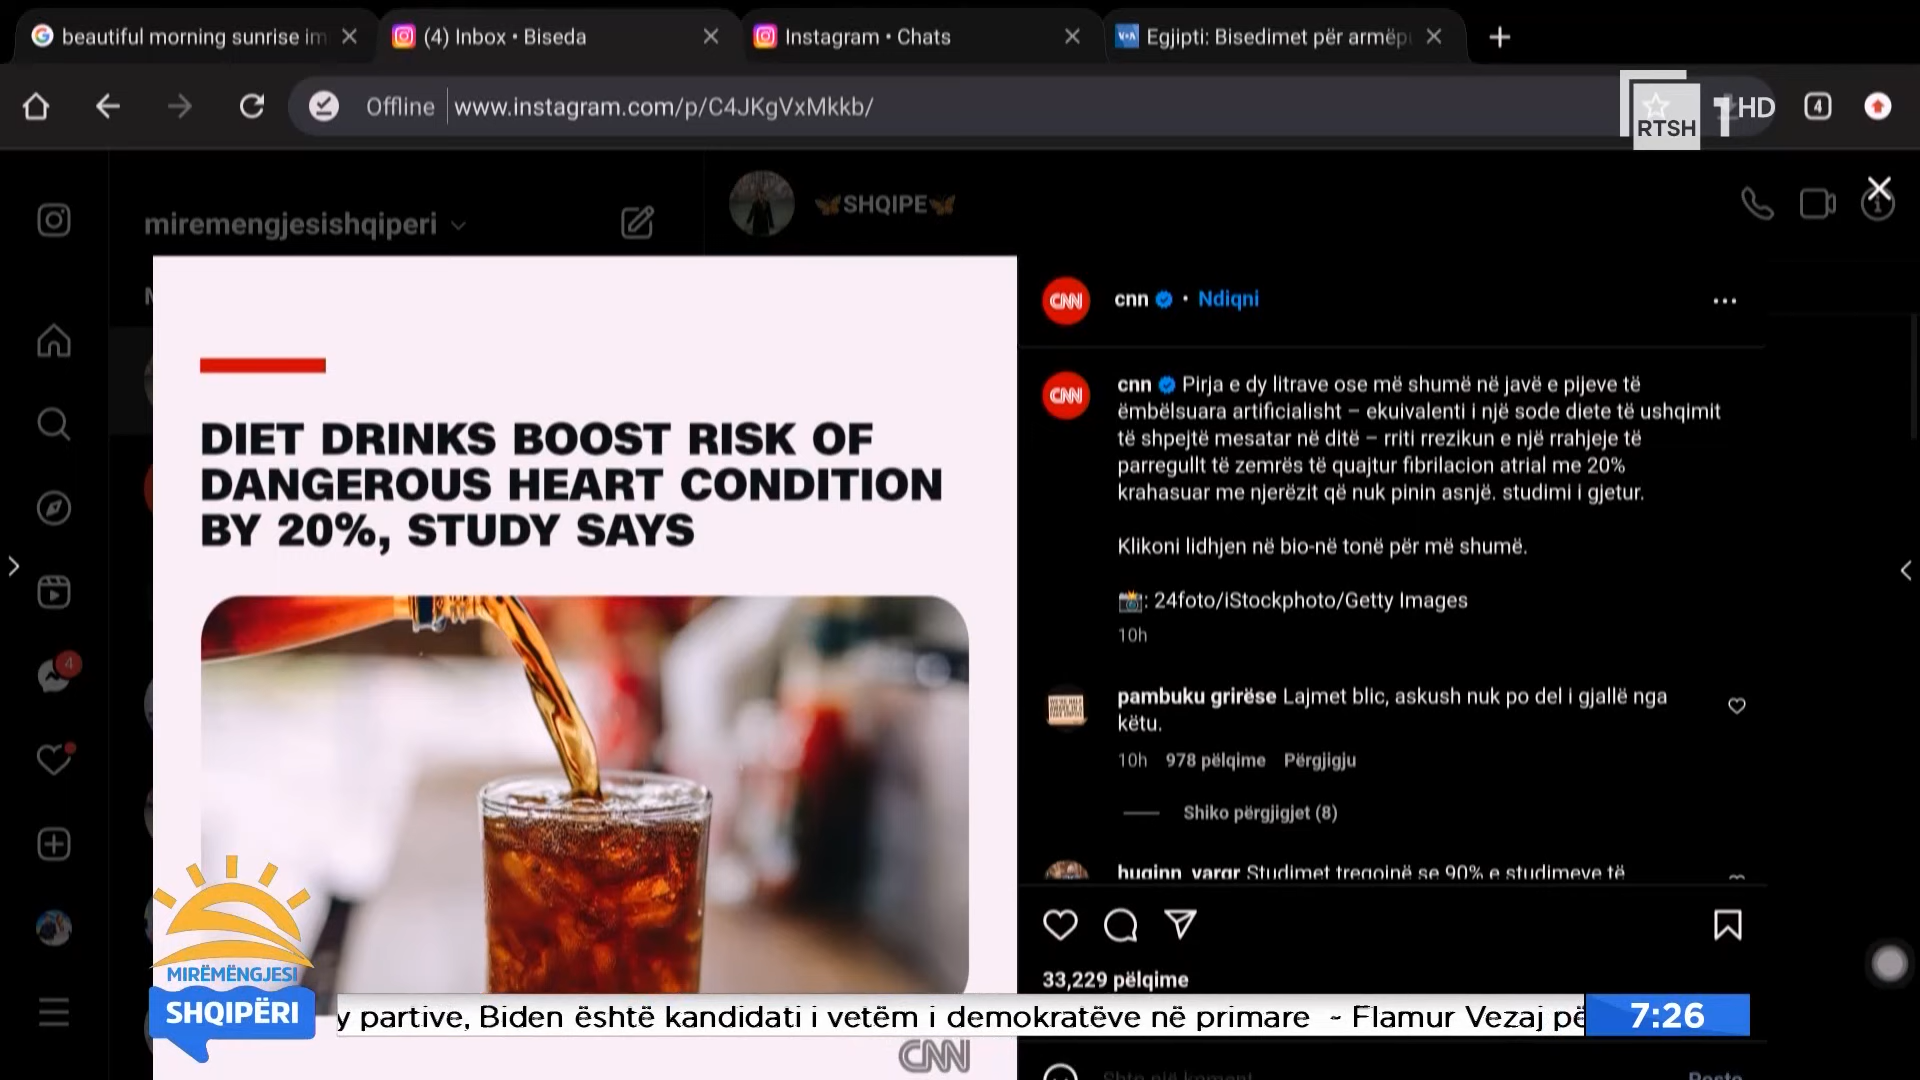 beautiful morning sunrise im
(4) Inbox • Biseda
Instagram • Chats
VOA
Egjipti: Bisedimet për armëpu
Offline
www.instagram.com/p/C4JKgVxMkkb/
RTSH 1 HD
4
miremengjesishqiperi
SHQIPE
DIET DRINKS BOOST RISK OF
DANGEROUS HEART CONDITION
BY 20%, STUDY SAYS
CNN
CNN
cnn • Ndiqni
CNN
cnn Pirja e dy litrave ose më shumë në javë e pijeve të
ëmbëlsuara artificialisht – ekuivalenti i një sode diete të ushqimit
të shpejtë mesatar në ditë – rriti rrezikun e një rrahjeje të
parregullt të zemrës të quajtur fibrilacion atrial me 20%
krahasuar me njerëzit që nuk pinin asnjë. studimi i gjetur.
Klikoni lidhjen në bio-në tonë për më shumë.
📸: 24foto/iStockphoto/Getty Images
10h
pambuku grirëse Lajmet blic, askush nuk po del i gjallë nga
këtu.
10h 978 pëlqime Përgjigju
Shiko përgjigjet (8)
huginn_vargr Studimet tregojnë se 90% e studimeve të
33,229 pëlqime
4
MIRËMËNGJESI
SHQIPËRI
y partive, Biden është kandidati i vetëm i demokratëve në primare ~ Flamur Vezaj pë
7:26